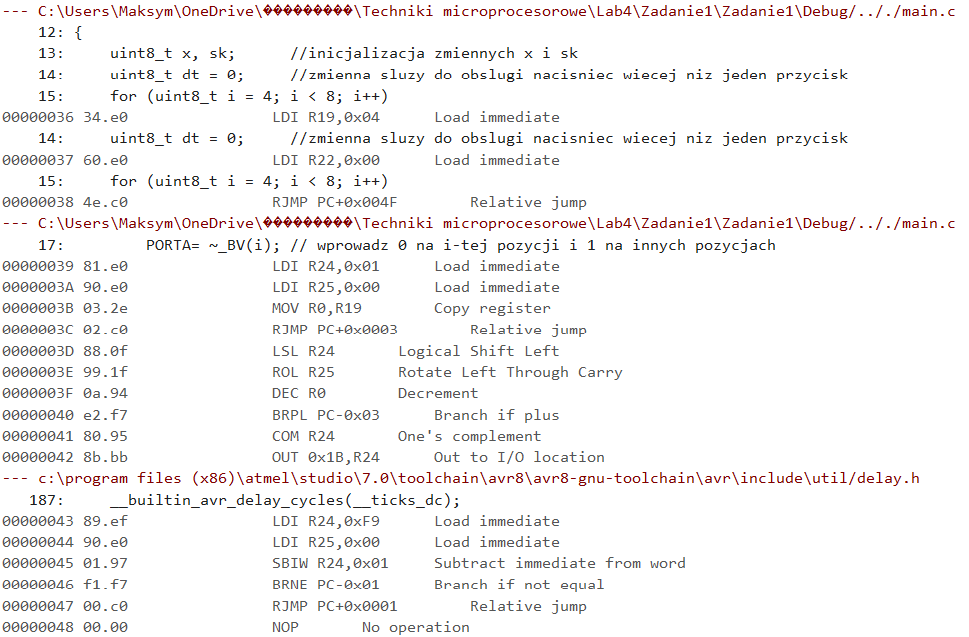 --- C:\Users\Maksym\OneDrive\���������\Techniki microprocesorowe\Lab4\Zadanie1\Zadanie1\Debug/.././main.c
12: {
13:     uint8_t x, sk;      //inicjalizacja zmiennych x i sk
14:     uint8_t dt = 0;     //zmienna sluzy do obslugi nacisniec wiecej niz jeden przycisk
15:     for (uint8_t i = 4; i < 8; i++)
00000036 34.e0                LDI R19,0x04      Load immediate
14:     uint8_t dt = 0;     //zmienna sluzy do obslugi nacisniec wiecej niz jeden przycisk
00000037 60.e0                LDI R22,0x00      Load immediate
15:     for (uint8_t i = 4; i < 8; i++)
00000038 4e.c0                RJMP PC+0x004F        Relative jump
--- C:\Users\Maksym\OneDrive\���������\Techniki microprocesorowe\Lab4\Zadanie1\Zadanie1\Debug/.././main.c
17:         PORTA= ~_BV(i); // wprowadz 0 na i-tej pozycji i 1 na innych pozycjach
00000039 81.e0                LDI R24,0x01      Load immediate
0000003A 90.e0                LDI R25,0x00      Load immediate
0000003B 03.2e                MOV R0,R19        Copy register
0000003C 02.c0                RJMP PC+0x0003        Relative jump
0000003D 88.0f                LSL R24       Logical Shift Left
0000003E 99.1f                ROL R25       Rotate Left Through Carry
0000003F 0a.94                DEC R0        Decrement
00000040 e2.f7                BRPL PC-0x03      Branch if plus
00000041 80.95                COM R24       One's complement
00000042 8b.bb                OUT 0x1B,R24      Out to I/O location
--- c:\program files (x86)\atmel\studio\7.0\toolchain\avr8\avr8-gnu-toolchain\avr\include\util/delay.h
187:     __builtin_avr_delay_cycles(__ticks_dc);
00000043 89.ef                LDI R24,0xF9      Load immediate
00000044 90.e0                LDI R25,0x00      Load immediate
00000045 01.97                SBIW R24,0x01     Subtract immediate from word
00000046 f1.f7                BRNE PC-0x01      Branch if not equal
00000047 00.c0                RJMP PC+0x0001        Relative jump
00000048 00.00                NOP       No operation